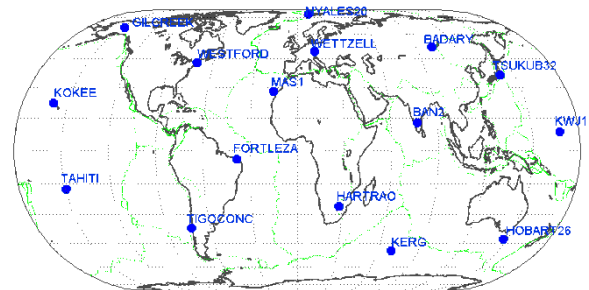 NYALES20
GILCREEK
WESTFORD
WETTZELL
BADARY
TSUKUB32
KOKEE
MAS1
BAN2
KWJ1
FORTLEZA
TAHITI
HARTRAO
TIGOCONC
HOBART26
KERG